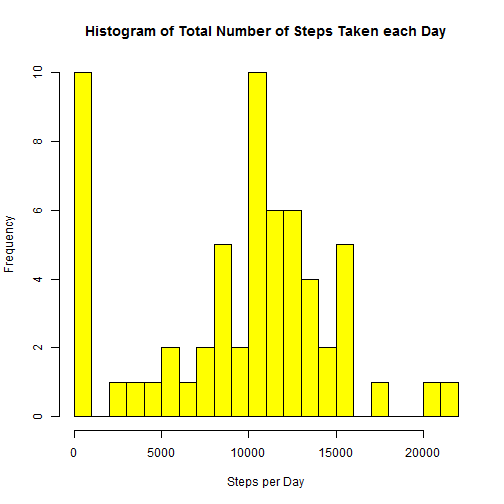 Histogram of Total Number of Steps Taken each Day
Frequency
10
8
6
4
2
0
0 5000 10000 15000 20000
Steps per Day